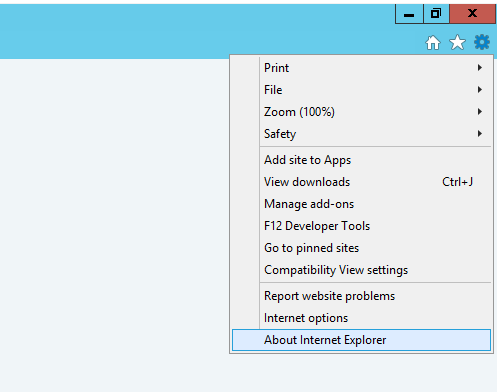 Print
File
Zoom (100%)
Safety
Add site to Apps
View downloads Ctrl+J
Manage add-ons
F12 Developer Tools
Go to pinned sites
Compatibility View settings
Report website problems
Internet options
About Internet Explorer